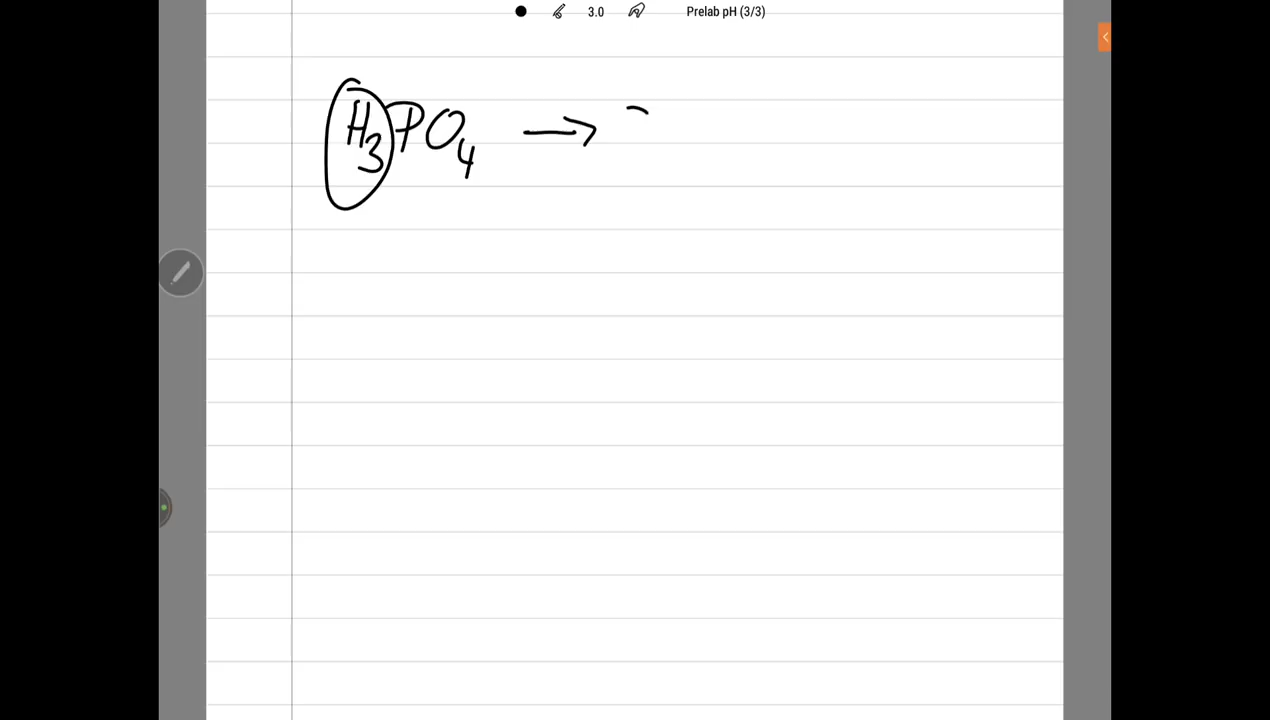 3.0 Prelab pH (3/3)
H₃PO₄ →